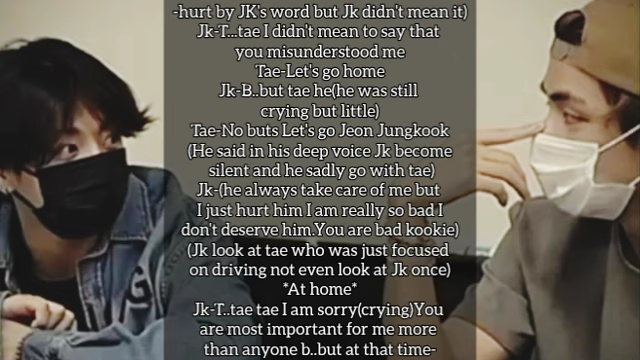 -hurt by JK's word but Jk didn't mean it)
Jk-T...tae I didn't mean to say that
you misunderstood me
Tae-Let's go home
Jk-B..but tae he(he was still
crying but little)
Tae-No buts Let's go Jeon Jungkook
(He said in his deep voice Jk become
silent and he sadly go with tae)
Jk-(he always take care of me but
I just hurt him I am really so bad I
don't deserve him.You are bad kookie)
(Jk look at tae who was just focused
on driving not even look at Jk once)
*At home*
Jk-T..tae tae I am sorry(crying)You
are most important for me more
than anyone b..but at that time-